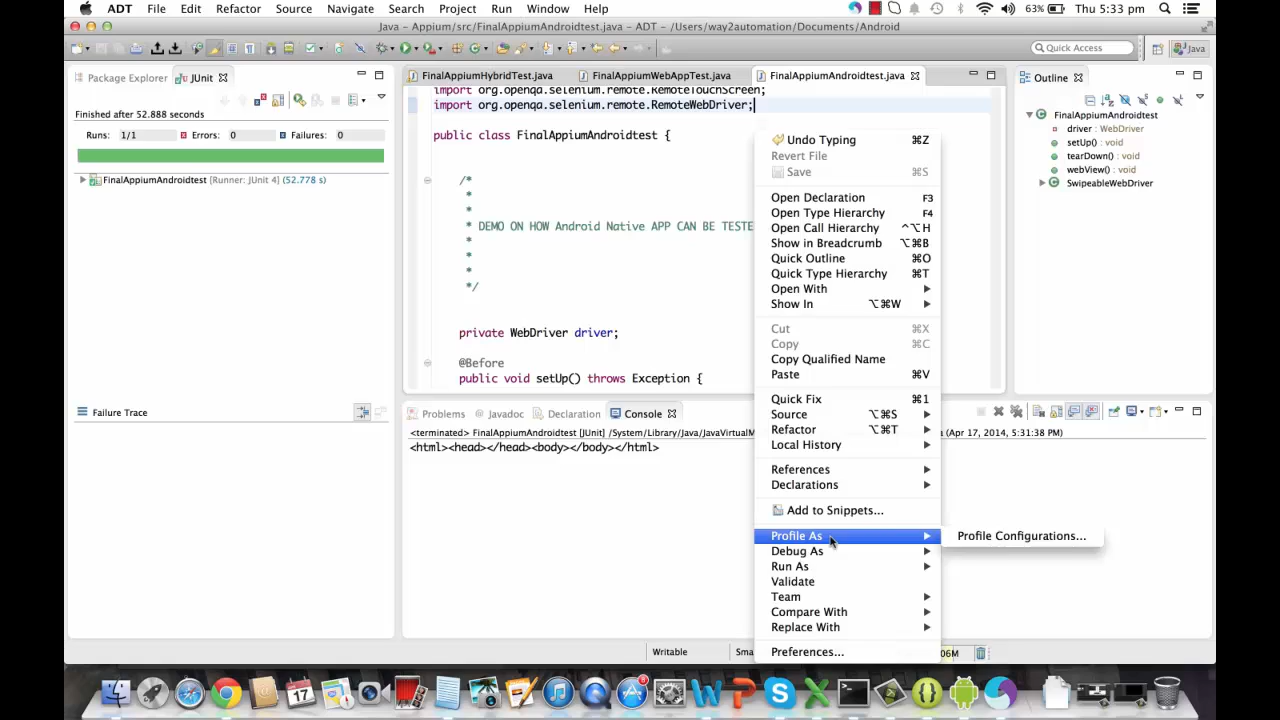 ADT File Edit Refactor Source Navigate Search Project Run Window Help 63% Thu 5:33 pm
Java – Appium/src/FinalAppiumAndroidtest.java – ADT – /Users/way2automation/Documents/Android
Quick Access Java
Package Explorer JUnit
Finished after 52.888 seconds
Runs: 1/1 Errors: 0 Failures: 0
FinalAppiumAndroidtest [Runner: JUnit 4] (52.778 s)
Failure Trace
FinalAppiumHybridTest.java FinalAppiumWebAppTest.java FinalAppiumAndroidtest.java
import org.openqa.selenium.remote.RemoteTouchScreen;
import org.openqa.selenium.remote.RemoteWebDriver;
public class FinalAppiumAndroidtest {
/*
*
*
* DEMO ON HOW Android Native APP CAN BE TESTE
*
*
*
*/
private WebDriver driver;
@Before
public void setUp() throws Exception {
Undo Typing ⌘Z
Revert File
Save ⌘S
Open Declaration F3
Open Type Hierarchy F4
Open Call Hierarchy ^⌥H
Show in Breadcrumb ⌥⌘B
Quick Outline ⌘O
Quick Type Hierarchy ⌘T
Open With
Show In ⌥⌘W
Cut ⌘X
Copy ⌘C
Copy Qualified Name
Paste ⌘V
Quick Fix ⌘1
Source ⌥⌘S
Refactor ⌥⌘T
Local History
References
Declarations
Add to Snippets...
Profile As
Profile Configurations...
Debug As
Run As
Validate
Team
Compare With
Replace With
Preferences...
Outline
FinalAppiumAndroidtest
driver : WebDriver
setUp() : void
tearDown() : void
webView() : void
SwipeableWebDriver
Problems Javadoc Declaration Console
<terminated> FinalAppiumAndroidtest [JUnit] /System/Library/Java/JavaVirtualM (Apr 17, 2014, 5:31:38 PM)
<html><head></head><body></body></html>
Writable Sma 06M
17